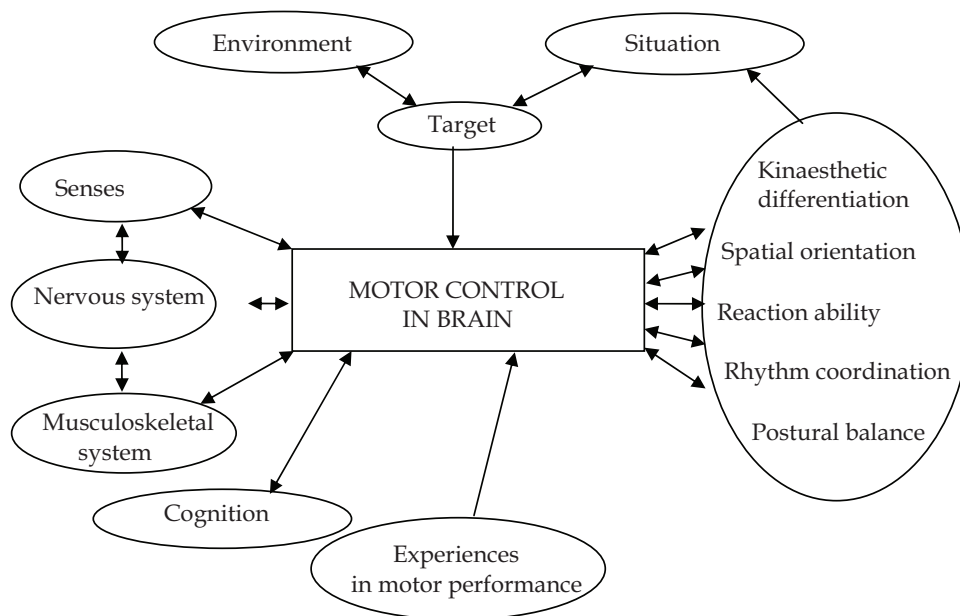 Environment
Situation
Target
Senses
Kinaesthetic
differentiation
Spatial orientation
Nervous system
MOTOR CONTROL
IN BRAIN
Reaction ability
Rhythm coordination
Musculoskeletal
system
Postural balance
Cognition
Experiences
in motor performance